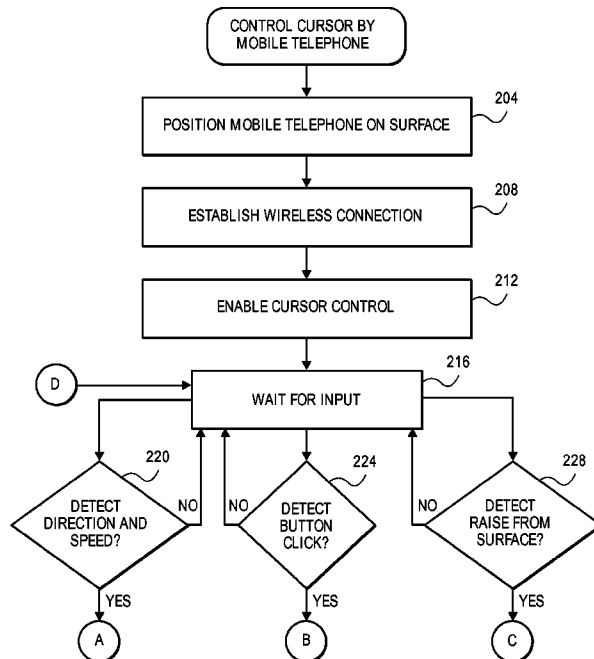 CONTROL CURSOR BY
MOBILE TELEPHONE
204
POSITION MOBILE TELEPHONE ON SURFACE
208
ESTABLISH WIRELESS CONNECTION
212
ENABLE CURSOR CONTROL
216
D
WAIT FOR INPUT
220
224
228
DETECT
DIRECTION AND
SPEED?
NO
NO
DETECT
BUTTON
CLICK?
NO
DETECT
RAISE FROM
SURFACE?
YES
YES
YES
A
B
C